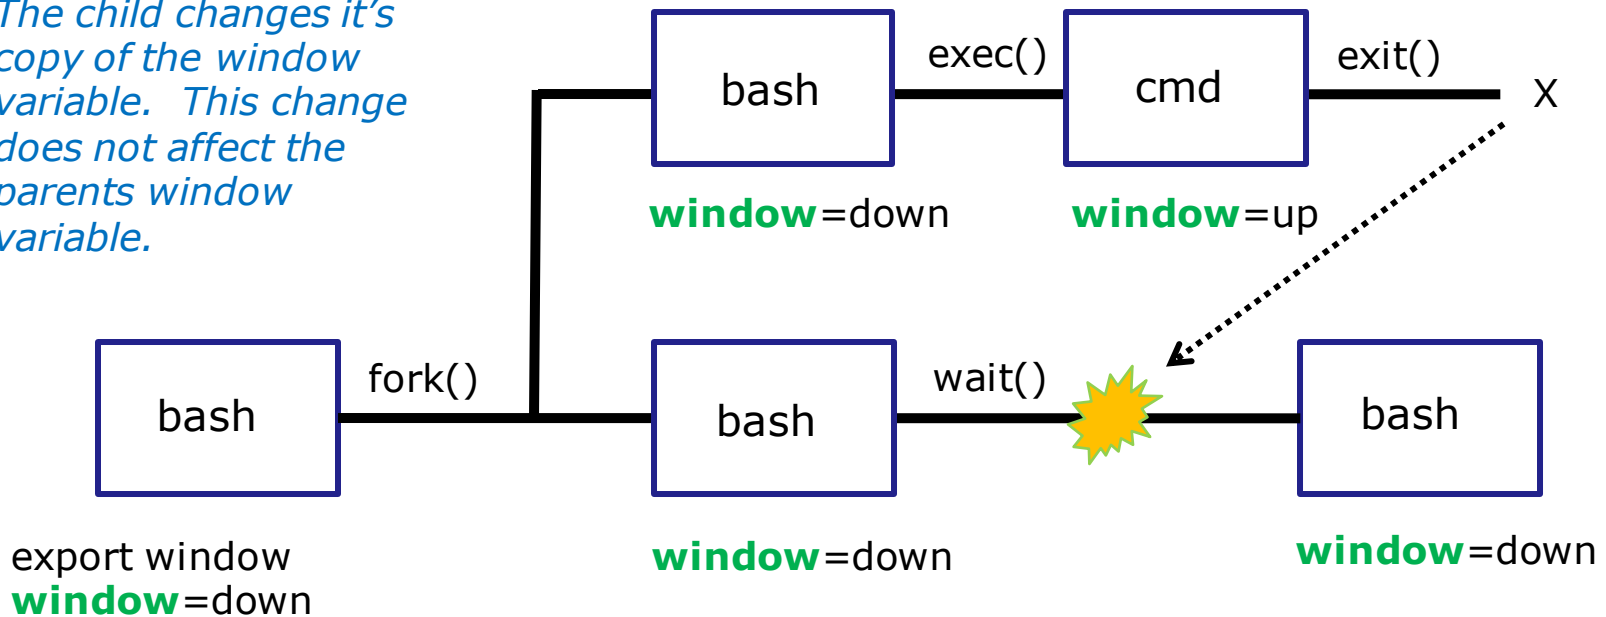 The child changes it's
copy of the window
variable. This change
does not affect the
parents window
variable.
bash
exec()
cmd
exit()
X
window=down
window=up
bash
fork()
bash
wait()
bash
export window
window=down
window=down
window=down